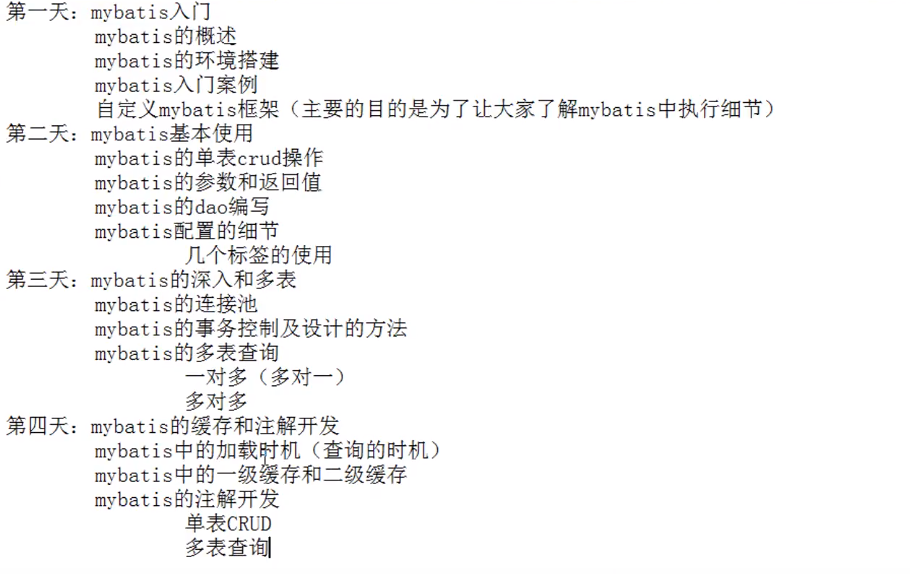 第一天：mybatis入门
mybatis的概述
mybatis的环境搭建
mybatis入门案例
自定义mybatis框架（主要的目的是为了让大家了解mybatis中执行细节）
第二天：mybatis基本使用
mybatis的单表crud操作
mybatis的参数和返回值
mybatis的dao编写
mybatis配置的细节
几个标签的使用
第三天：mybatis的深入和多表
mybatis的连接池
mybatis的事务控制及设计的方法
mybatis的多表查询
一对多（多对一）
多对多
第四天：mybatis的缓存和注解开发
mybatis中的加载时机（查询的时机）
mybatis中的一级缓存和二级缓存
mybatis的注解开发
单表CRUD
多表查询